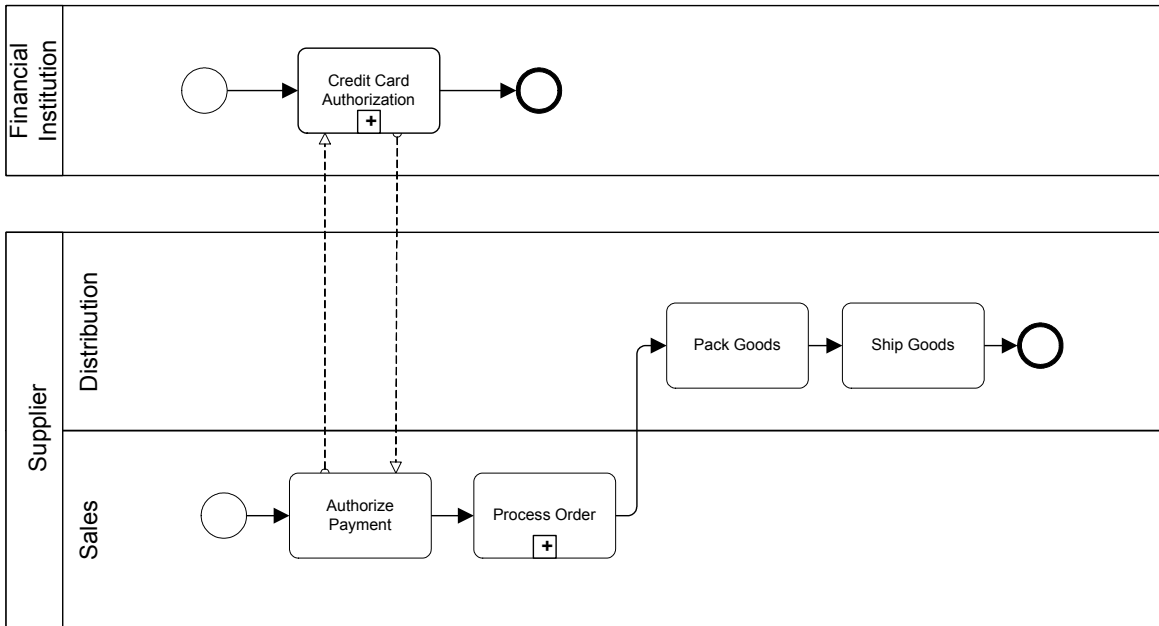 Financial
Institution
Credit Card
Authorization
+
Supplier
Distribution
Pack Goods
Ship Goods
Sales
Authorize
Payment
Process Order
+